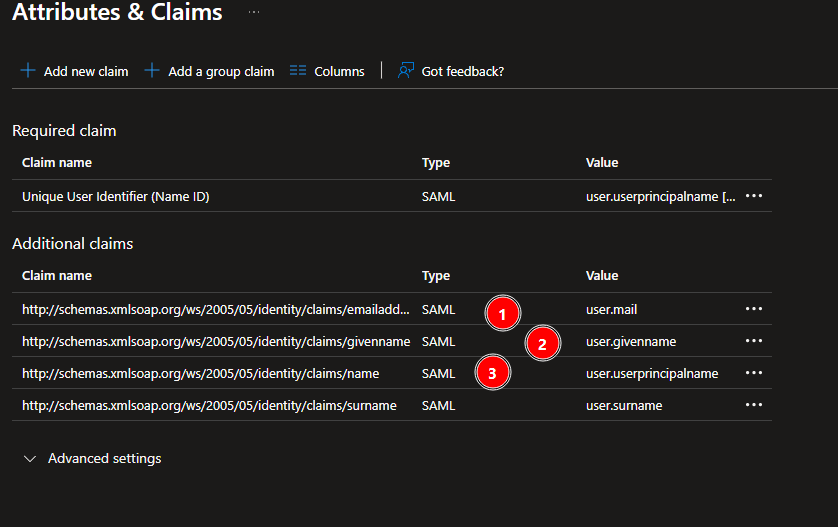 Attributes & Claims ...
Add new claim Add a group claim Columns Got feedback?
Required claim
Claim name Type Value
Unique User Identifier (Name ID) SAML user.userprincipalname [... ...
Additional claims
Claim name Type Value
http://schemas.xmlsoap.org/ws/2005/05/identity/claims/emailadd... SAML 1 user.mail ...
http://schemas.xmlsoap.org/ws/2005/05/identity/claims/givenname SAML 2 user.givenname ...
http://schemas.xmlsoap.org/ws/2005/05/identity/claims/name SAML 3 user.userprincipalname ...
http://schemas.xmlsoap.org/ws/2005/05/identity/claims/surname SAML user.surname ...
Advanced settings